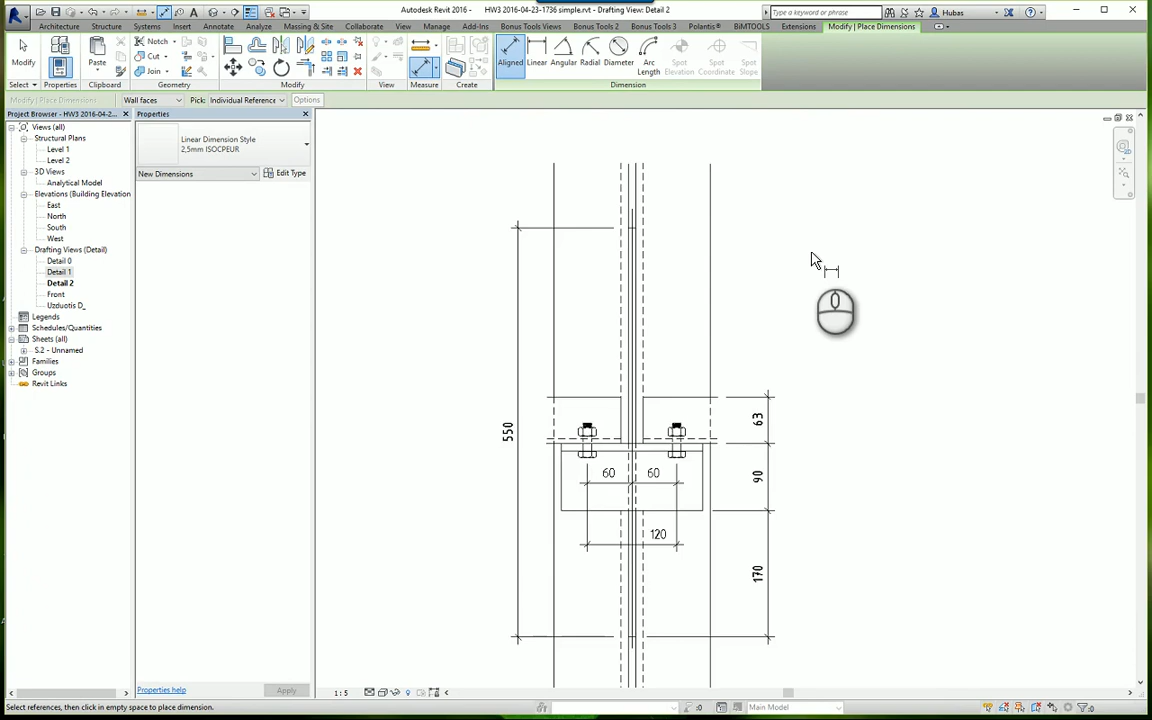 Autodesk Revit 2016 - HW3 2016-04-23-1736 simple.rvt - Drafting View: Detail 2
Type a keyword or phrase
Hubas
Architecture Structure Systems Insert Annotate Analyze Massing & Site Collaborate View Manage Add-Ins Bonus Tools Views Bonus Tools 2 Bonus Tools 3 Polantis® BiMTOOLS Extensions Modify | Place Dimensions
Notch
Cut
Join
Modify
Paste
Aligned Linear Angular Radial Diameter Arc Length Spot Elevation Spot Coordinate Spot Slope
Select Properties Clipboard Geometry Modify View Measure Create Dimension
Modify | Place Dimensions Wall faces Pick: Individual Reference Options
Project Browser - HW3 2016-04-2...
Views (all)
Structural Plans
Level 1
Level 2
3D Views
Analytical Model
Elevations (Building Elevation
East
North
South
West
Drafting Views (Detail)
Detail 0
Detail 1
Detail 2
Front
Uzduotis D_
Legends
Schedules/Quantities
Sheets (all)
S.2 - Unnamed
Families
Groups
Revit Links
Properties
Linear Dimension Style
2,5mm ISOCPEUR
New Dimensions
Edit Type
Properties help
Apply
550
63
60 60
90
120
170
1 : 5
Select references, then click in empty space to place dimension.
:0
Main Model
:0